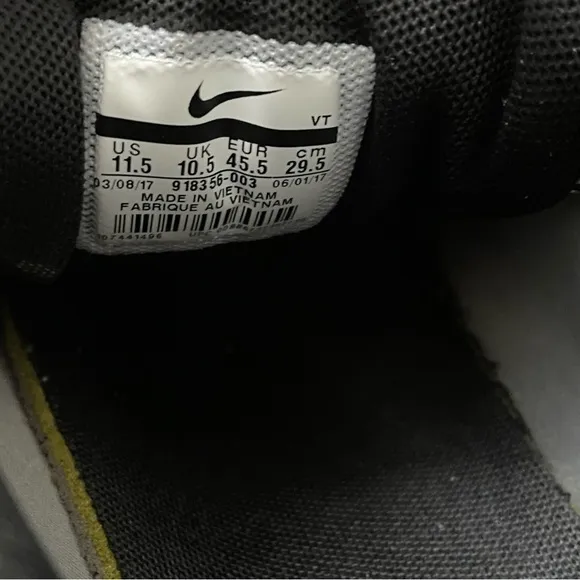 VT
US UK EUR cm
11.5 10.5 45.5 29.5
03/08/17 918356-003 06/01/17
MADE IN VIETNAM
FABRIQUE AU VIETNAM